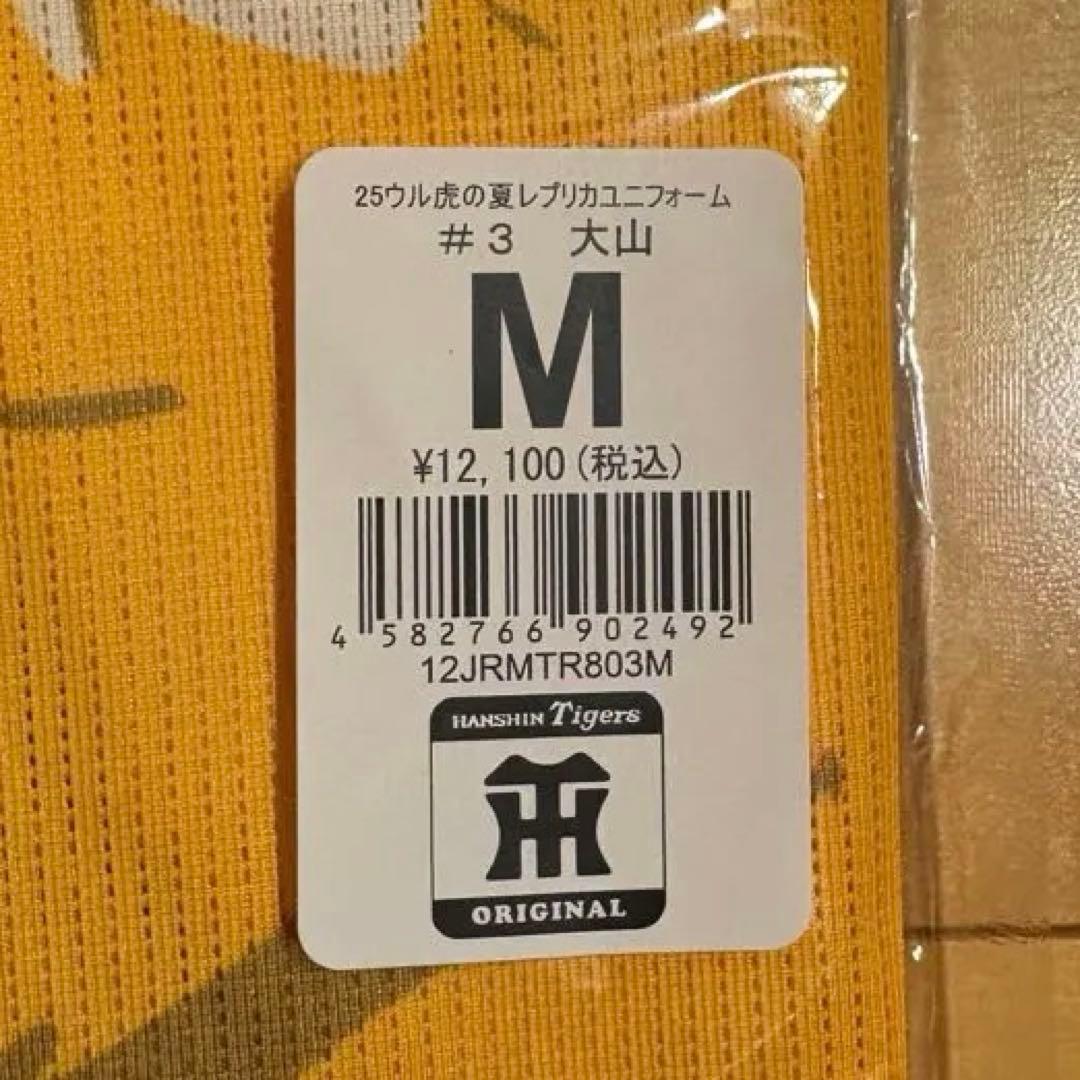 25ウル虎の夏レプリカユニフォーム
#3 大山
M
¥12,100(税込)
4 582766 902492
12JRMTR803M
HANSHIN Tigers
TH
ORIGINAL